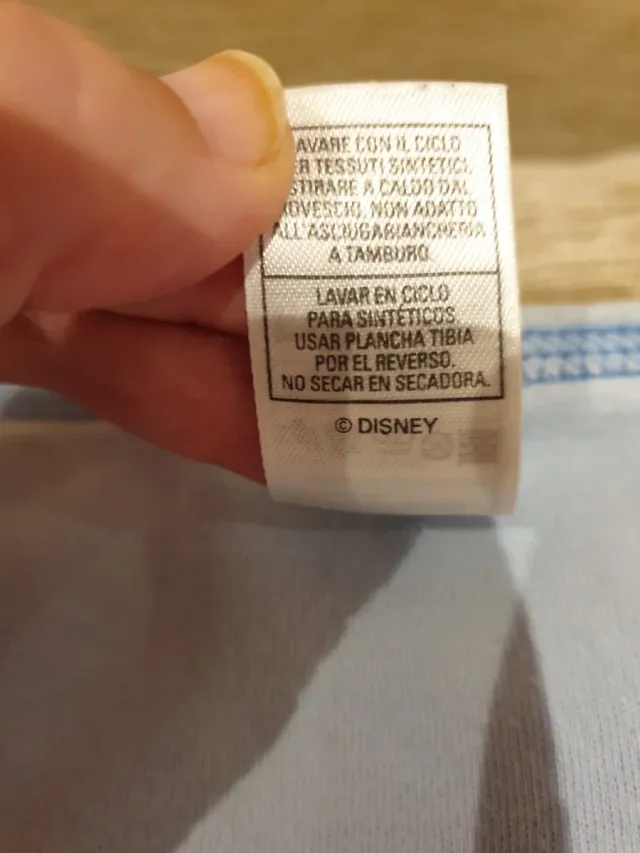 AVARE CON IL CICLO
ER TESSUTI SINTETICI.
STIRARE A CALDO DAL
ROVESCIO. NON ADATTO
ALL'ASCIUGABIANCHERIA
A TAMBURO.
LAVAR EN CICLO
PARA SINTÉTICOS.
USAR PLANCHA TIBIA
POR EL REVERSO.
NO SECAR EN SECADORA.
© DISNEY